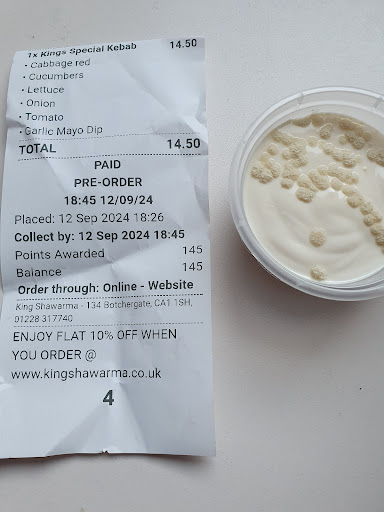 1x Kings Special Kebab 14.50
• Cabbage red
• Cucumbers
• Lettuce
• Onion
• Tomato
• Garlic Mayo Dip
TOTAL 14.50
PAID
PRE-ORDER
18:45 12/09/24
Placed: 12 Sep 2024 18:26
Collect by: 12 Sep 2024 18:45
Points Awarded 145
Balance 145
Order through: Online - Website
King Shawarma - 134 Botchergate, CA1 1SH,
01228 317740
ENJOY FLAT 10% OFF WHEN
YOU ORDER @
www.kingshawarma.co.uk
4